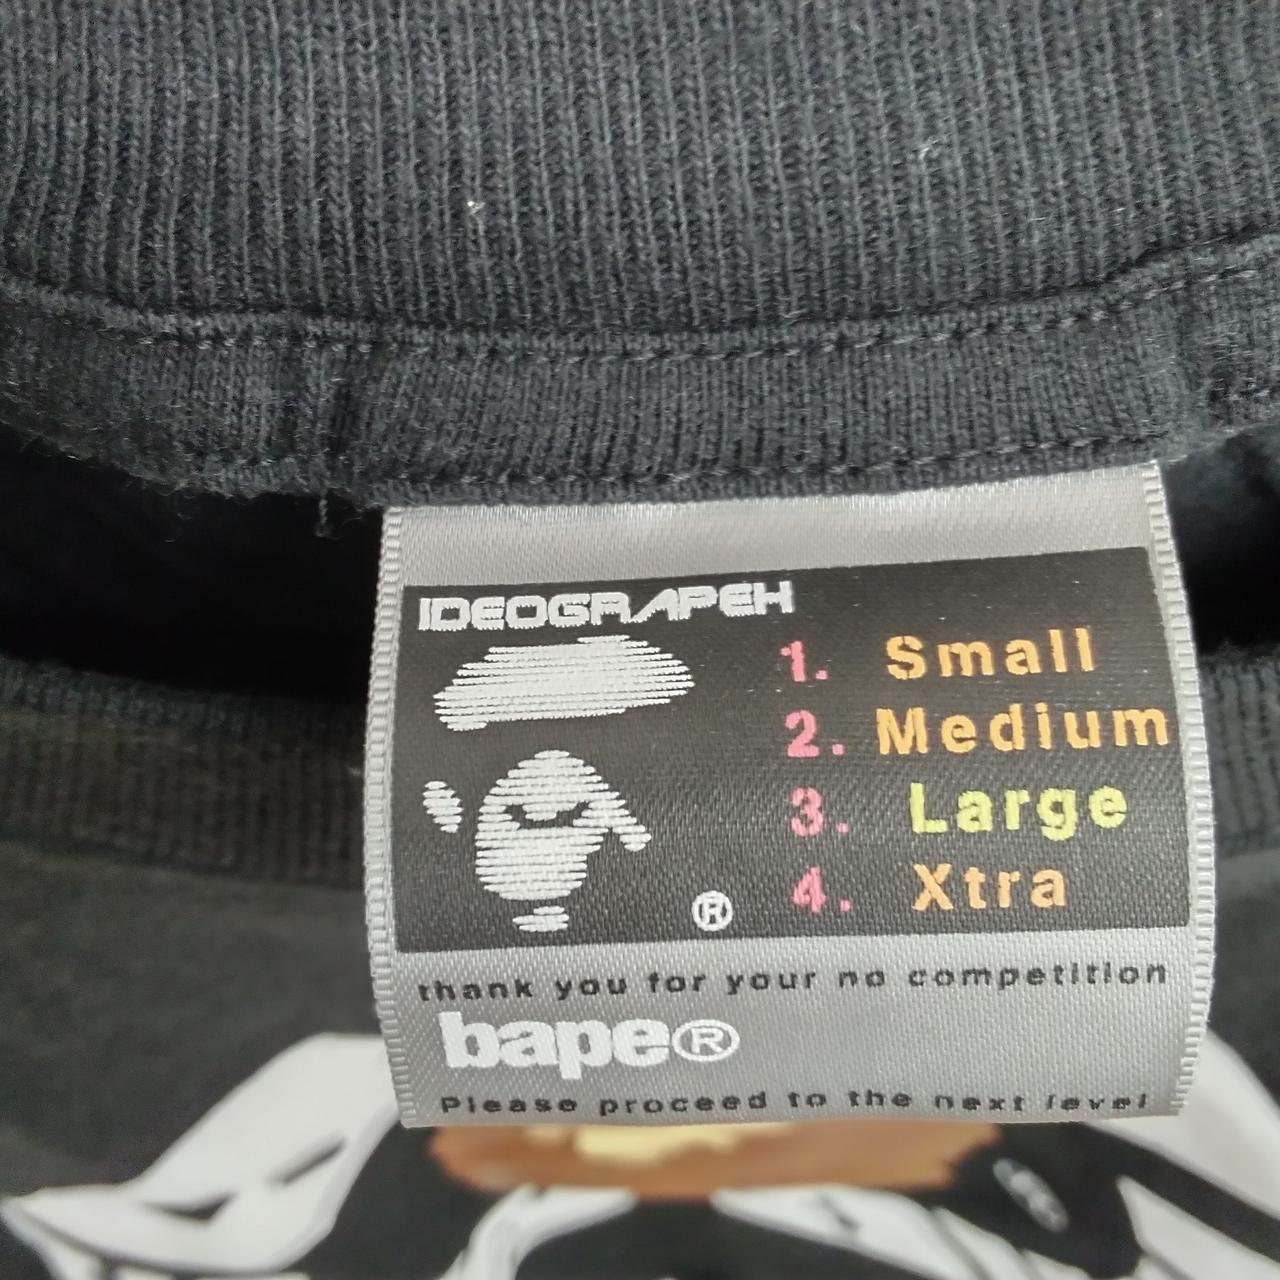 IDEOGRAPEH
1. Small
2. Medium
3. Large
4. Xtra
®
thank you for your no competition
bape®
Please proceed to the next level